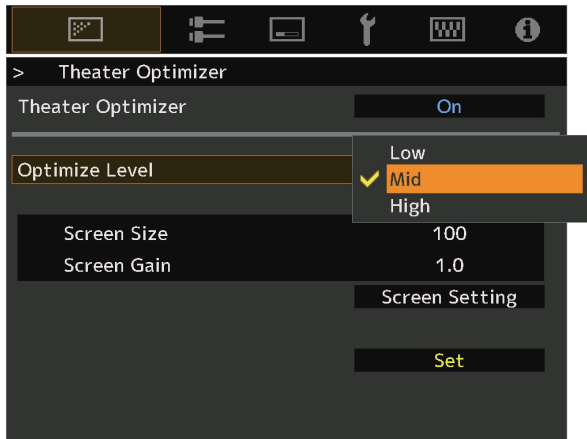 > Theater Optimizer
Theater Optimizer On
Optimize Level
Low
Mid
High
Screen Size 100
Screen Gain 1.0
Screen Setting
Set